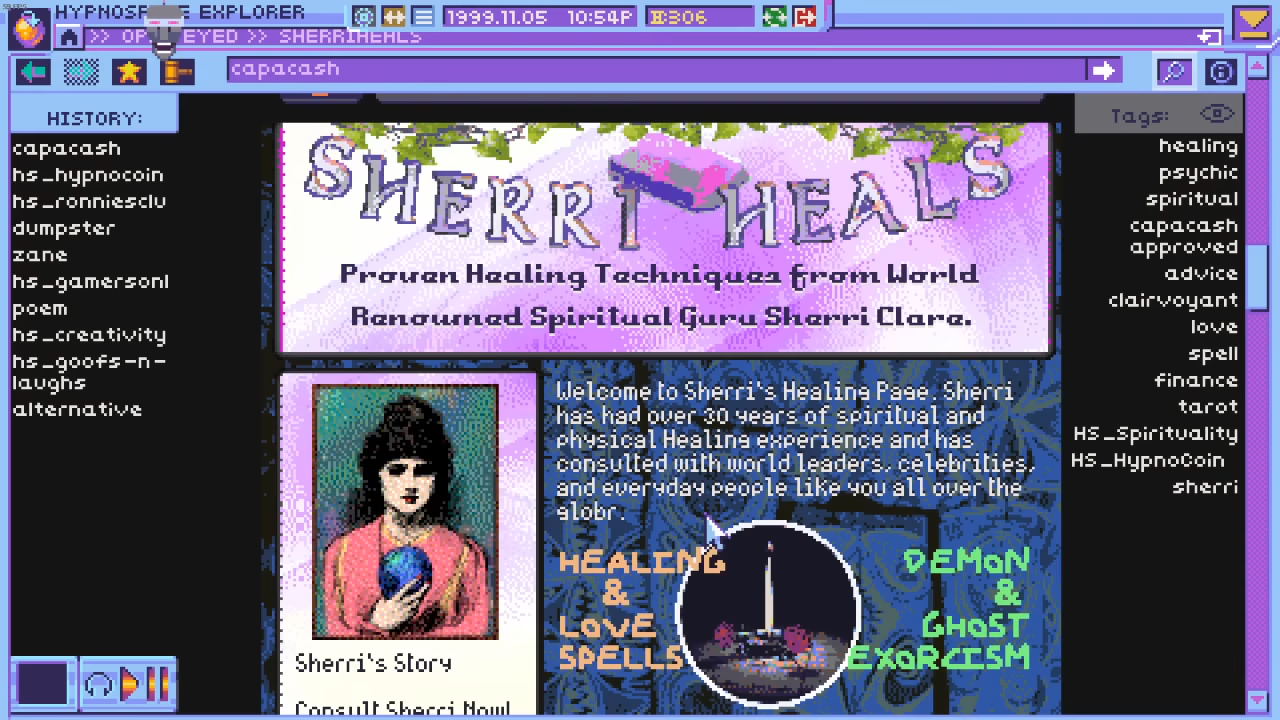 HYPNOSPACE EXPLORER
1999.11.05 10:54P
306
EYED >> SHERRIHEALS
capacash
HISTORY:
capacash
hs_hypnocoin
hs_ronniesclu
dumpster
zane
hs_gamersonl
poem
hs_creativity
hs_goofs-n-
laughs
alternative
SHERRI HEALS
Proven Healing Techniques from World
Renowned Spiritual Guru Sherri Clare.
Welcome to Sherri's Healing Page. Sherri
has had over 30 years of spiritual and
physical Healing experience and has
consulted with world leaders, celebrities,
and everyday people like you all over the
globr.
HEALING
&
LOVE
SPELLS
DEMON
&
GHOST
EXORCISM
Sherri's Story
Consult Sherri Now!
Tags:
healing
psychic
spiritual
capacash
approved
advice
clairvoyant
love
spell
finance
tarot
HS_Spirituality
HS_HypnoCoin
sherri